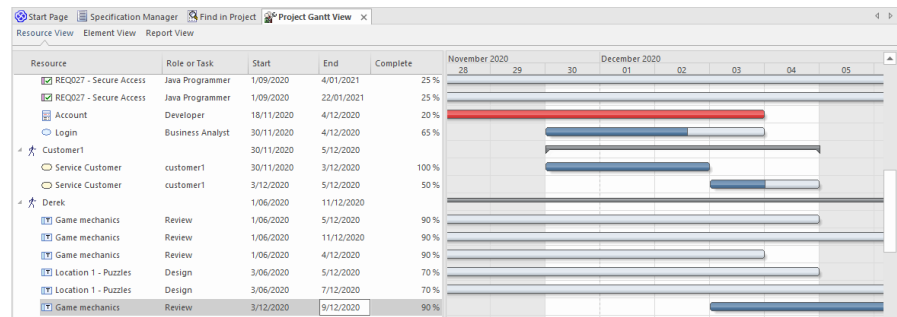 Start Page Specification Manager Find in Project Project Gantt View ×
Resource View Element View Report View
Resource Role or Task Start End Complete November 2020 December 2020
28 29 30 01 02 03 04 05
REQ027 - Secure Access Java Programmer 1/09/2020 4/01/2021 25 %
REQ027 - Secure Access Java Programmer 1/09/2020 22/01/2021 25 %
Account Developer 18/11/2020 4/12/2020 20 %
Login Business Analyst 30/11/2020 4/12/2020 65 %
Customer1 30/11/2020 5/12/2020
Service Customer customer1 30/11/2020 3/12/2020 100 %
Service Customer customer1 3/12/2020 5/12/2020 50 %
Derek 1/06/2020 11/12/2020
Game mechanics Review 1/06/2020 5/12/2020 90 %
Game mechanics Review 1/06/2020 11/12/2020 90 %
Game mechanics Review 1/06/2020 4/12/2020 90 %
Location 1 - Puzzles Design 3/06/2020 5/12/2020 70 %
Location 1 - Puzzles Design 3/06/2020 7/12/2020 70 %
Game mechanics Review 3/12/2020 9/12/2020 90 %